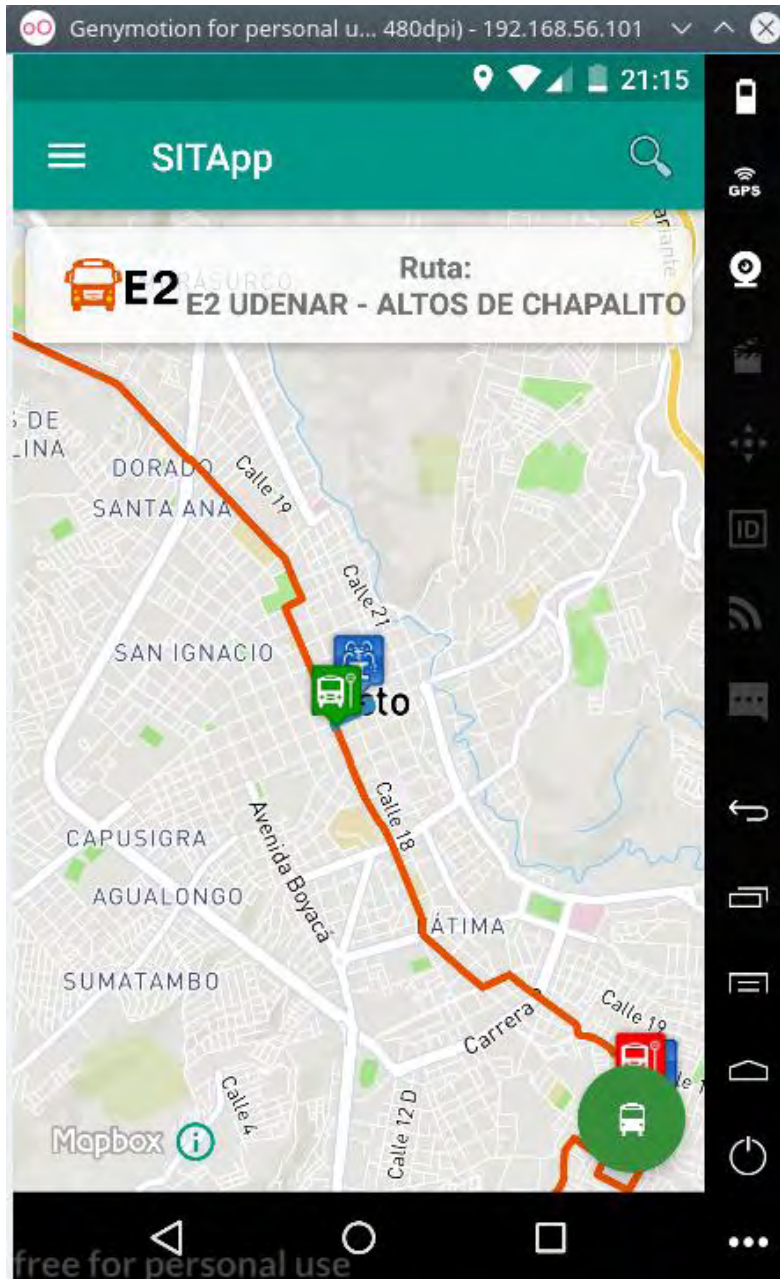 Genymotion for personal u... 480dpi) - 192.168.56.101
21:15
SITApp
GPS
Ruta:
E2
E2 UDENAR - ALTOS DE CHAPALITO
DORADO
Calle 19
SANTA ANA
Calle 21
SAN IGNACIO
sto
Calle 18
CAPUSIGRA
Avenida Boyacá
AGUALONGO
FÁTIMA
SUMATAMBO
Calle 19
Carrera
Calle 4
Calle 12 D
Mapbox
ID
free for personal use